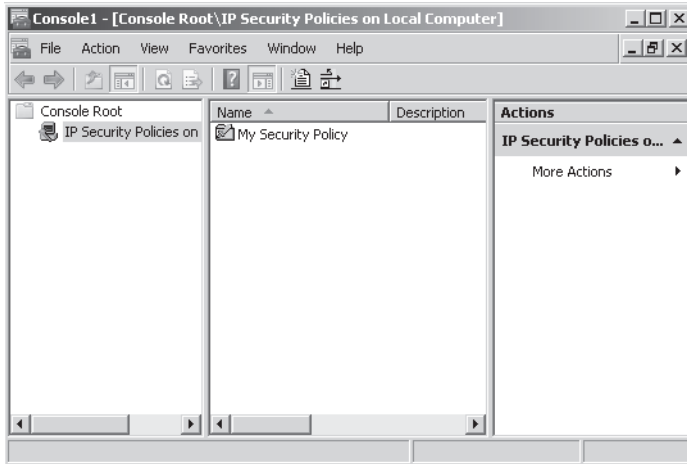 Console1 - [Console Root\IP Security Policies on Local Computer]
File Action View Favorites Window Help
Console Root
IP Security Policies on
Name Description
My Security Policy
Actions
IP Security Policies o...
More Actions